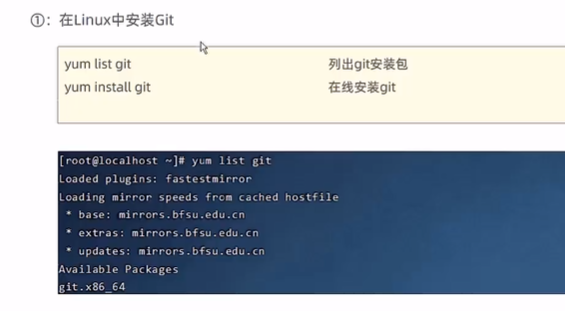 ①：在Linux中安装Git
yum list git 列出git安装包
yum install git 在线安装git
[root@localhost ~]# yum list git
Loaded plugins: fastestmirror
Loading mirror speeds from cached hostfile
* base: mirrors.bfsu.edu.cn
* extras: mirrors.bfsu.edu.cn
* updates: mirrors.bfsu.edu.cn
Available Packages
git.x86_64